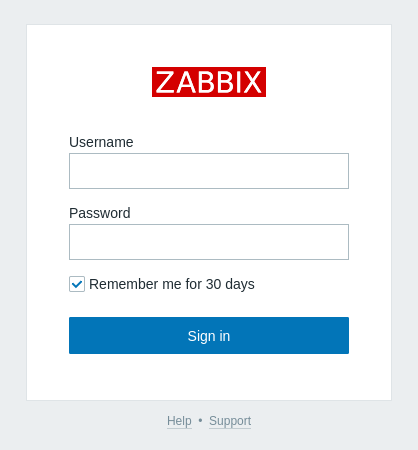 ZABBIX
Username
Password
Remember me for 30 days
Sign in
Help • Support